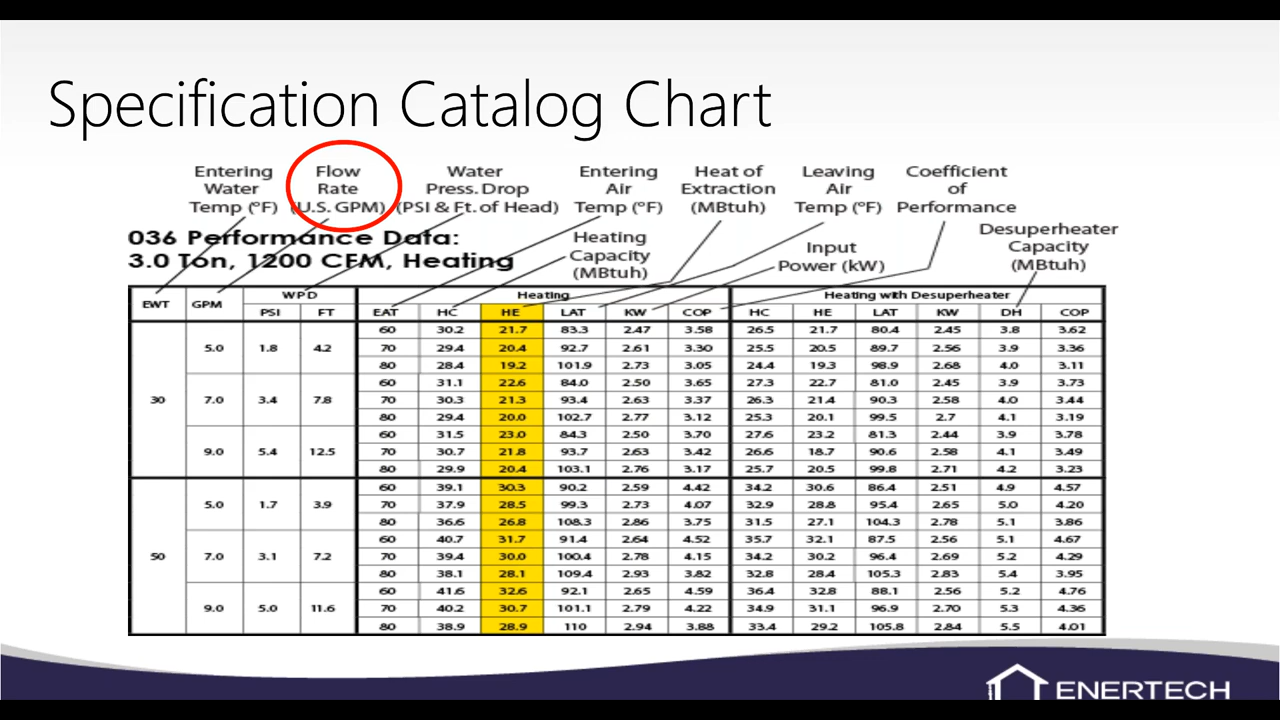 Specification Catalog Chart
Entering Water Temp (ºF)
Flow Rate (U.S. GPM)
Water Press. Drop (PSI & Ft. of Head)
Entering Air Temp (ºF)
Heat of Extraction (MBtuh)
Leaving Air Temp (ºF)
Coefficient of Performance
036 Performance Data:
3.0 Ton, 1200 CFM, Heating
Heating Capacity (MBtuh)
Input Power (kW)
Desuperheater Capacity (MBtuh)
EWT GPM WPD Heating Heating with Desuperheater
PSI FT EAT HC HE LAT KW COP HC HE LAT KW DH COP
60 30.2 21.7 83.3 2.47 3.58 26.5 21.7 80.4 2.45 3.8 3.62
5.0 1.8 4.2 70 29.4 20.4 92.7 2.61 3.30 25.5 20.5 89.7 2.56 3.9 3.36
80 28.4 19.2 101.9 2.73 3.05 24.4 19.3 98.9 2.68 4.0 3.11
60 31.1 22.6 84.0 2.50 3.65 27.3 22.7 81.0 2.45 3.9 3.73
30 7.0 3.4 7.8 70 30.3 21.3 93.4 2.63 3.37 26.3 21.4 90.3 2.58 4.0 3.44
80 29.4 20.0 102.7 2.77 3.12 25.3 20.1 99.5 2.7 4.1 3.19
60 31.5 23.0 84.3 2.50 3.70 27.6 23.2 81.3 2.44 3.9 3.78
9.0 5.4 12.5 70 30.7 21.8 93.7 2.63 3.42 26.6 18.7 90.6 2.58 4.1 3.49
80 29.9 20.4 103.1 2.76 3.17 25.7 20.5 99.8 2.71 4.2 3.23
60 39.1 30.3 90.2 2.59 4.42 34.2 30.6 86.4 2.51 4.9 4.57
5.0 1.7 3.9 70 37.9 28.5 99.3 2.73 4.07 32.9 28.8 95.4 2.65 5.0 4.20
80 36.6 26.8 108.3 2.86 3.75 31.5 27.1 104.3 2.78 5.1 3.86
60 40.7 31.7 91.4 2.64 4.52 35.7 32.1 87.5 2.56 5.1 4.67
50 7.0 3.1 7.2 70 39.4 30.0 100.4 2.78 4.15 34.2 30.2 96.4 2.69 5.2 4.29
80 38.1 28.1 109.4 2.93 3.82 32.8 28.4 105.3 2.83 5.4 3.95
60 41.6 32.6 92.1 2.65 4.59 36.4 32.8 88.1 2.56 5.2 4.76
9.0 5.0 11.6 70 40.2 30.7 101.1 2.79 4.22 34.9 31.1 96.9 2.70 5.3 4.36
80 38.9 28.9 110 2.94 3.88 33.4 29.2 105.8 2.84 5.5 4.01
ENERTECH